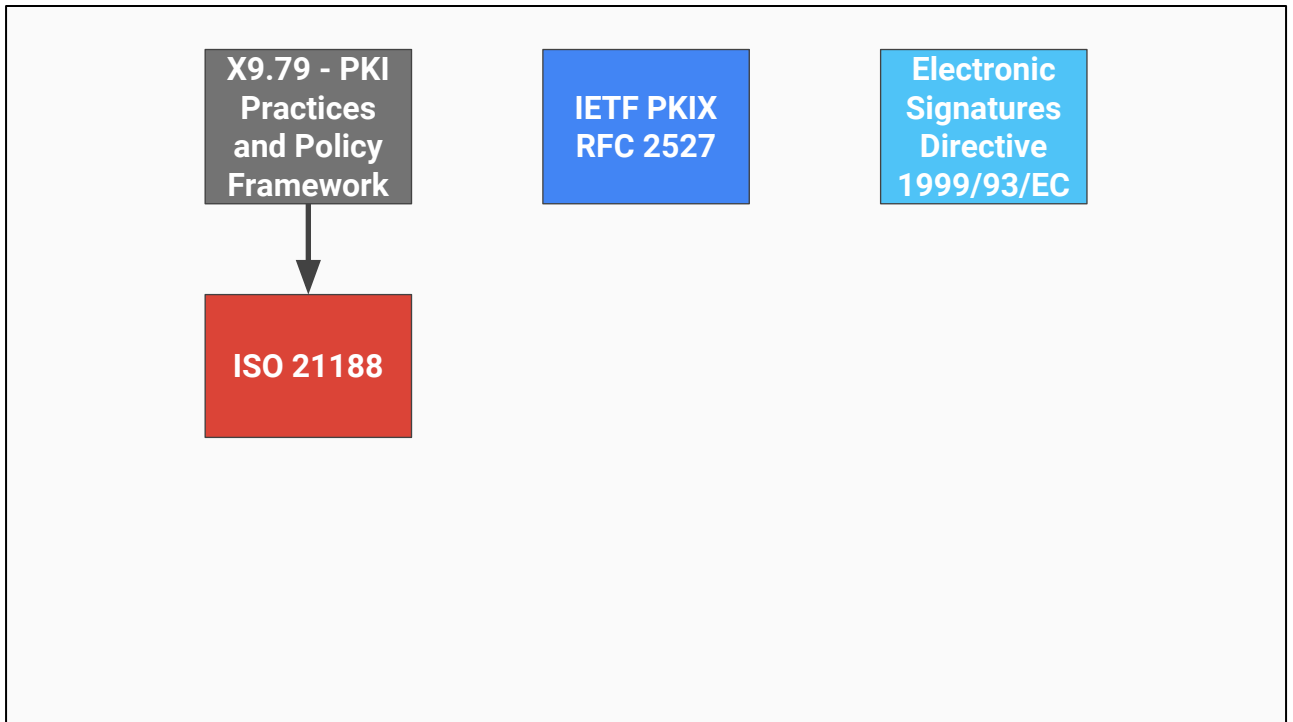 X9.79 - PKI
Practices
and Policy
Framework
IETF PKIX
RFC 2527
Electronic
Signatures
Directive
1999/93/EC
ISO 21188